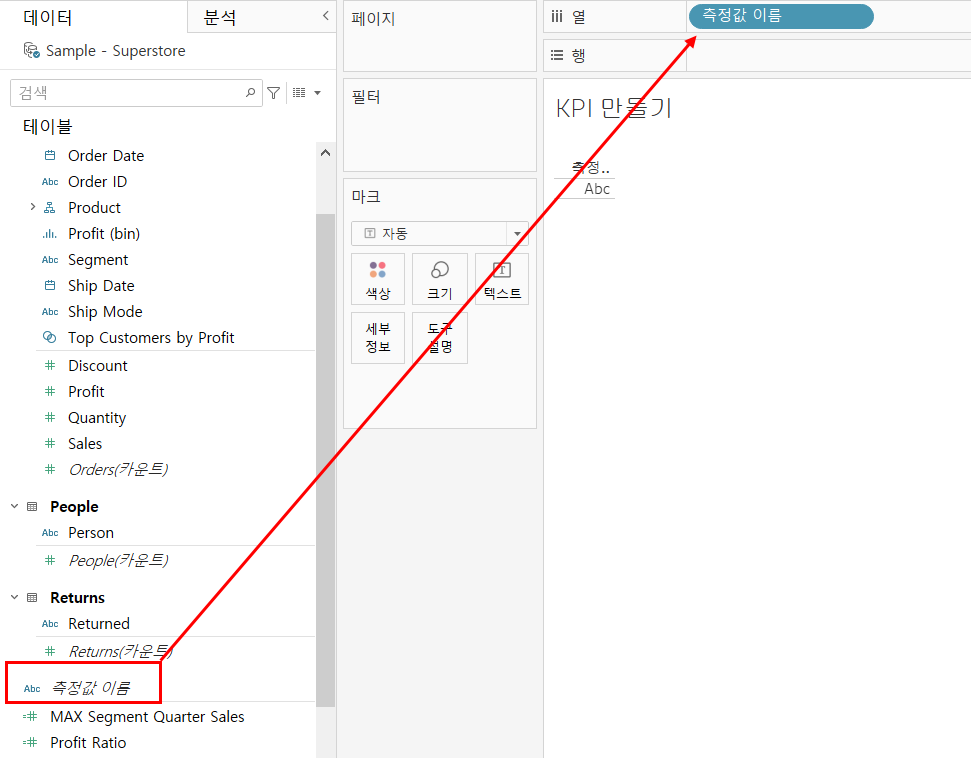 데이터
분석
Sample - Superstore
검색
테이블
Order Date
Abc Order ID
Product
Profit (bin)
Abc Segment
Ship Date
Abc Ship Mode
Top Customers by Profit
Discount
Profit
Quantity
Sales
Orders(카운트)
People
Abc Person
People(카운트)
Returns
Abc Returned
Returns(카운트)
Abc 측정값 이름
MAX Segment Quarter Sales
Profit Ratio
페이지
필터
마크
자동
색상
크기
텍스트
세부
정보
도구
설명
열
측정값 이름
행
KPI 만들기
측정..
Abc